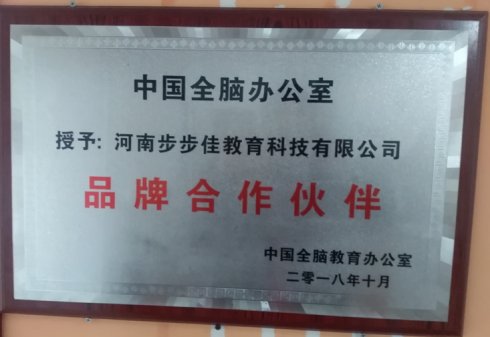 中国全脑办公室
授予: 河南步步佳教育科技有限公司
品牌合作伙伴
中国全脑教育办公室
二零一八年十月